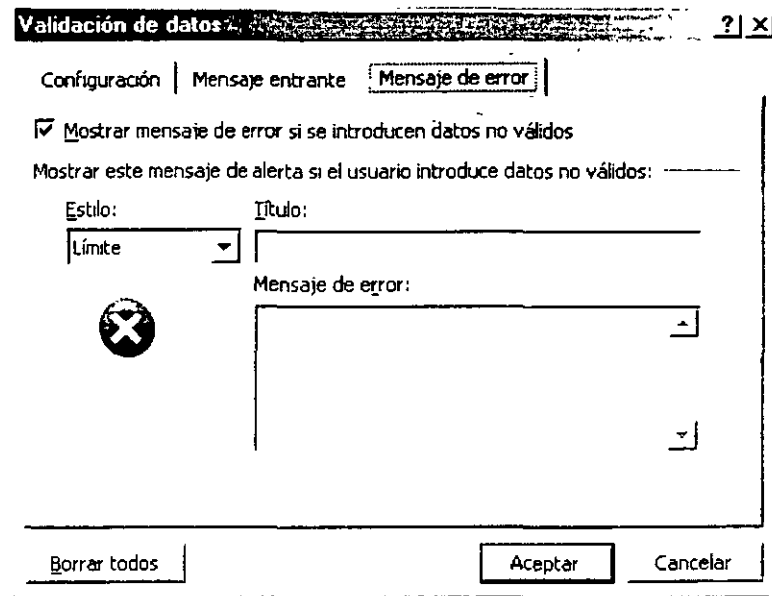 Validación de datos ? ×
Configuración Mensaje entrante Mensaje de error
Mostrar mensaje de error si se introducen datos no válidos
Mostrar este mensaje de alerta si el usuario introduce datos no válidos:
Estilo: Título:
Límite
Mensaje de error:
Borrar todos Aceptar Cancelar